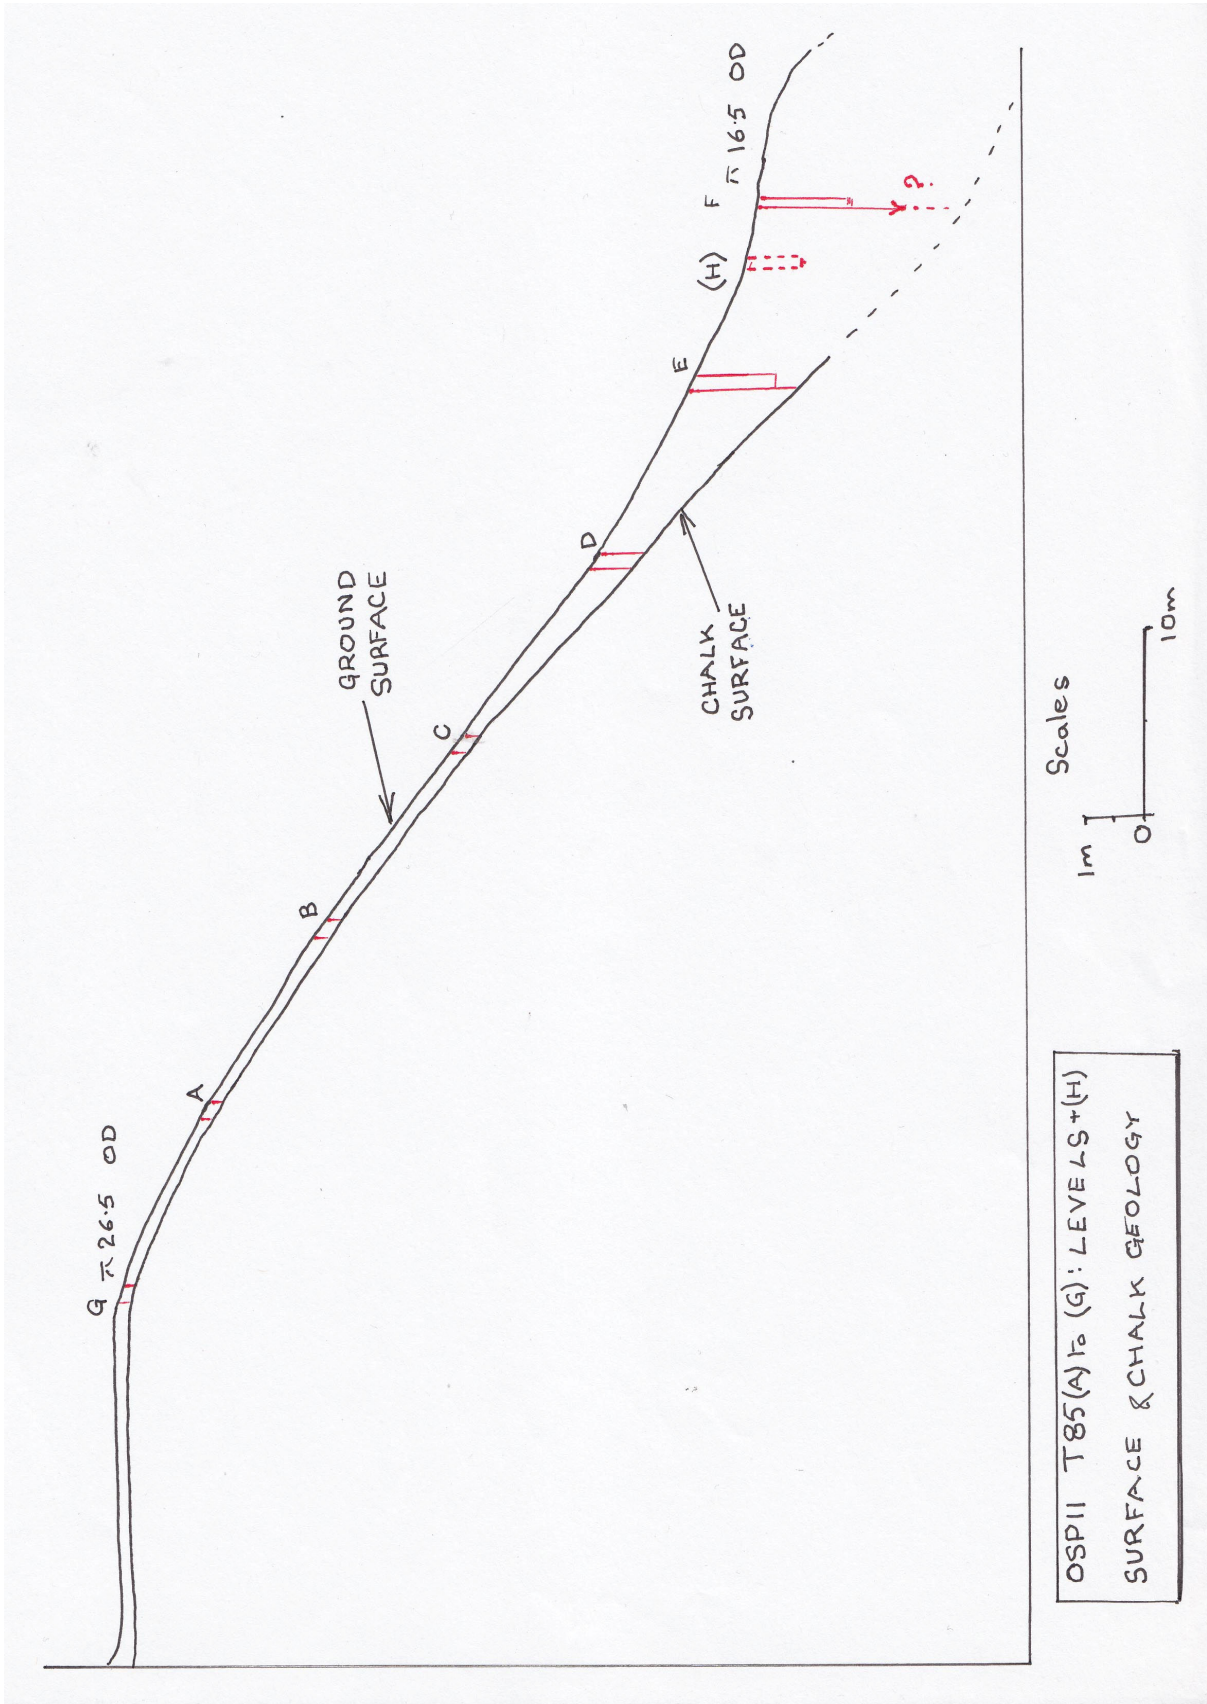 G ⊼ 26.5 OD
A
B
C
D
E
(H)
F
⊼ 16.5 OD
?
GROUND
SURFACE
CHALK
SURFACE
Scales
1m
0
10m
OSP11 T85(A) to (G): LEVELS + (H)
SURFACE & CHALK GEOLOGY